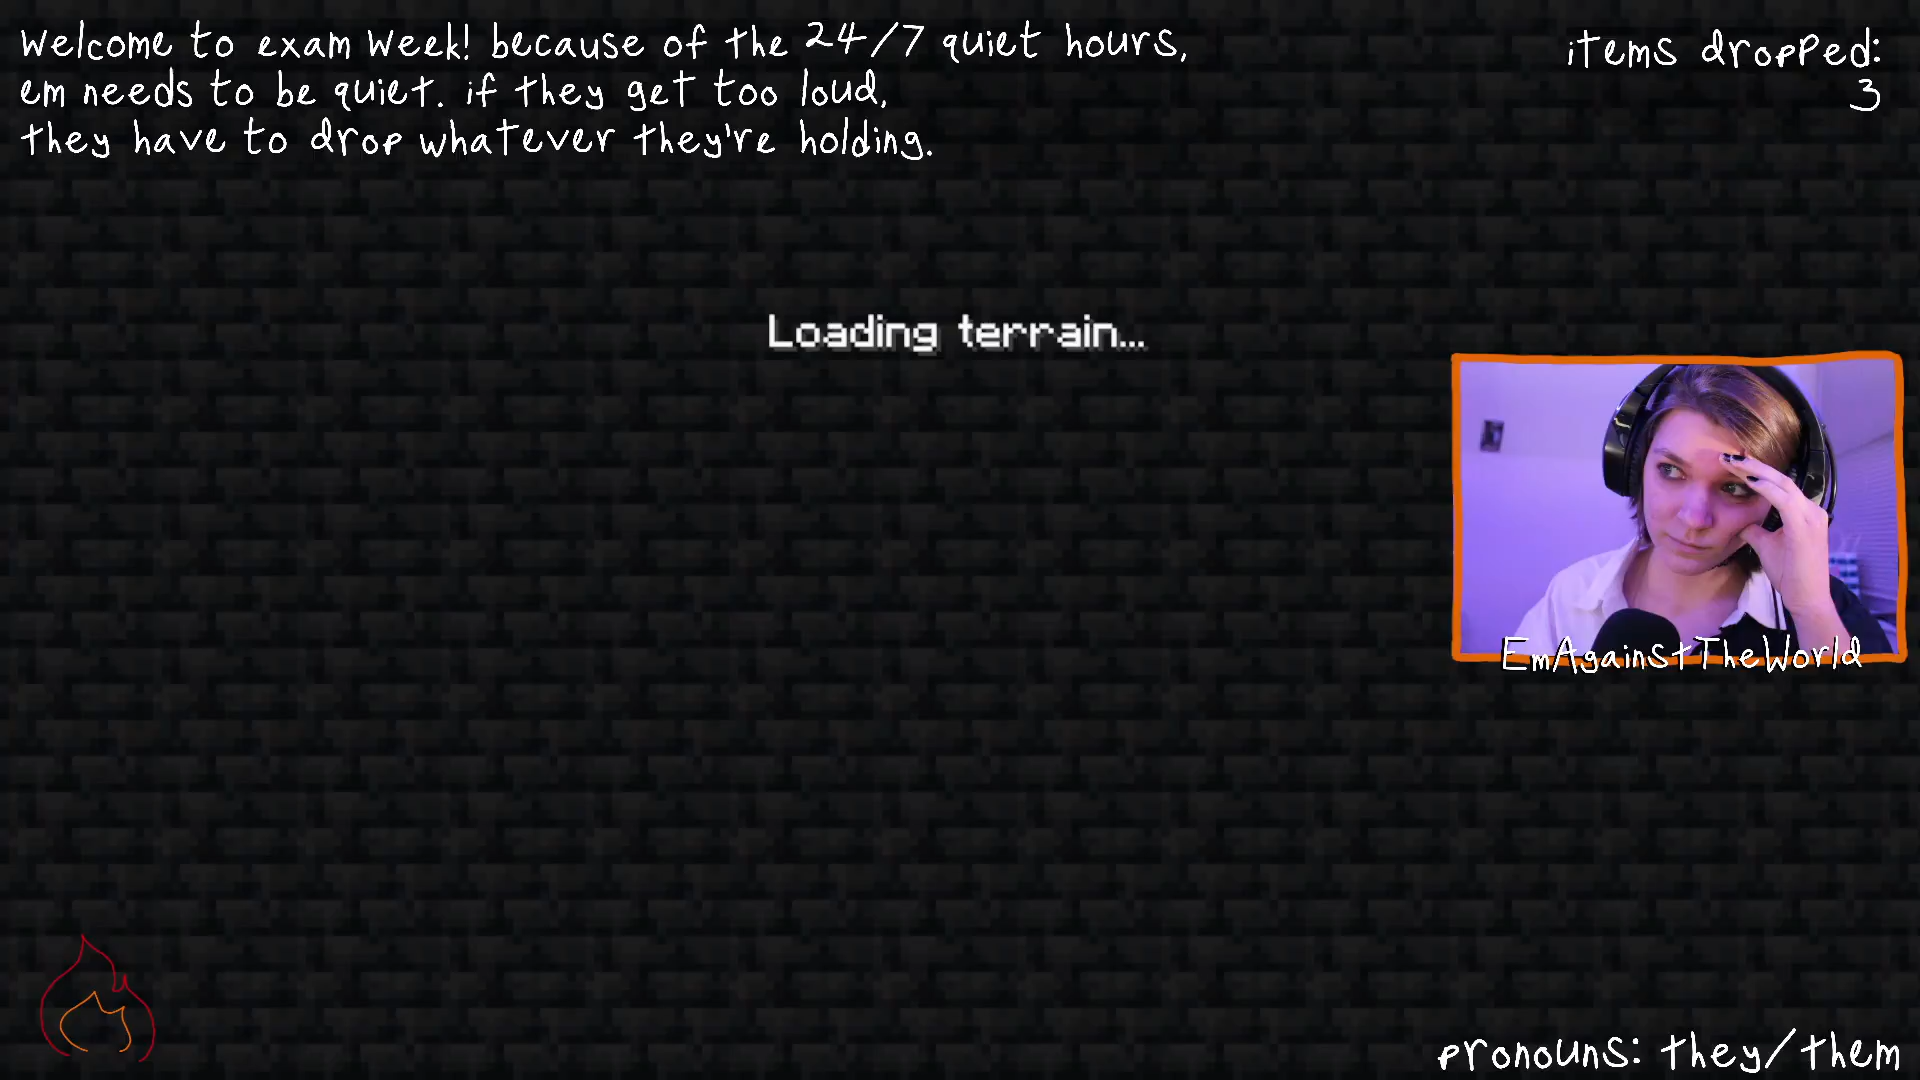 Welcome to exam week! because of the 24/7 quiet hours,
em needs to be quiet. if they get too loud,
they have to drop whatever they're holding.
items dropped:
3
Loading terrain...
EmAgainstTheWorld
pronouns: they/them